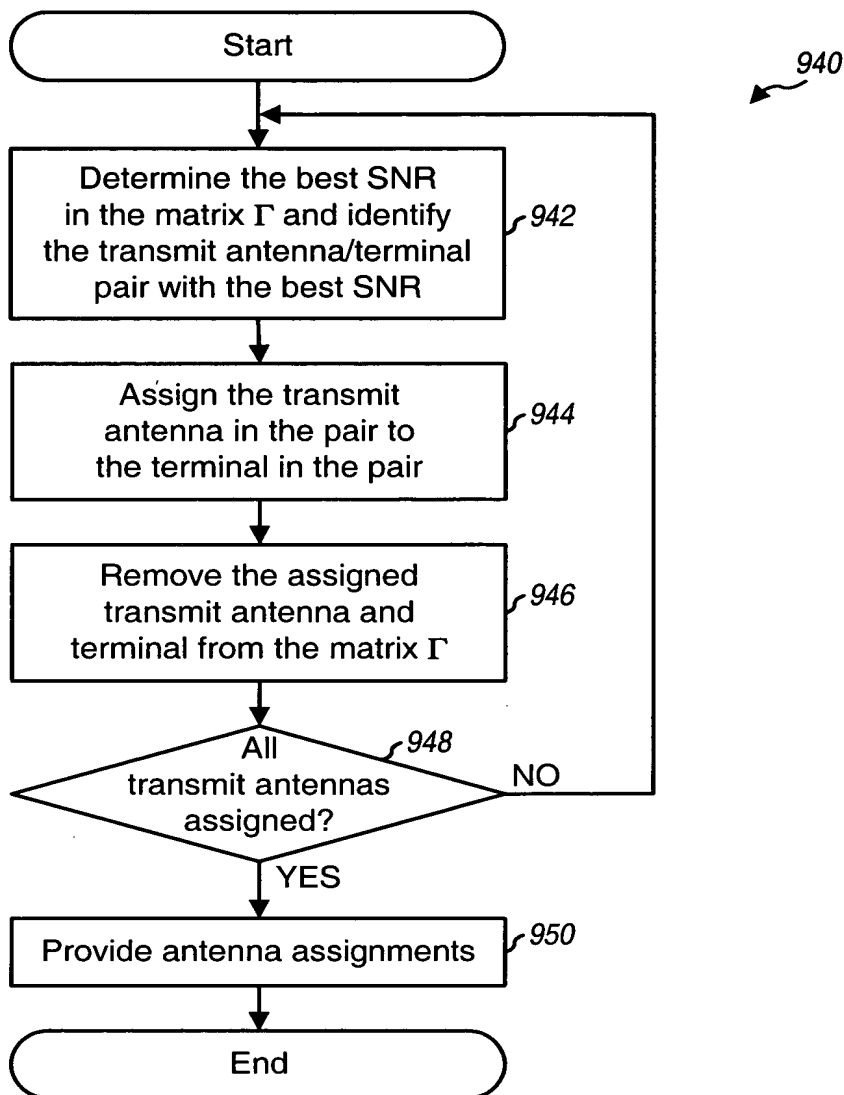 Start
940
Determine the best SNR
in the matrix Γ and identify
the transmit antenna/terminal
pair with the best SNR
942
Assign the transmit
antenna in the pair to
the terminal in the pair
944
Remove the assigned
transmit antenna and
terminal from the matrix Γ
946
All
transmit antennas
assigned?
948
NO
YES
Provide antenna assignments
950
End